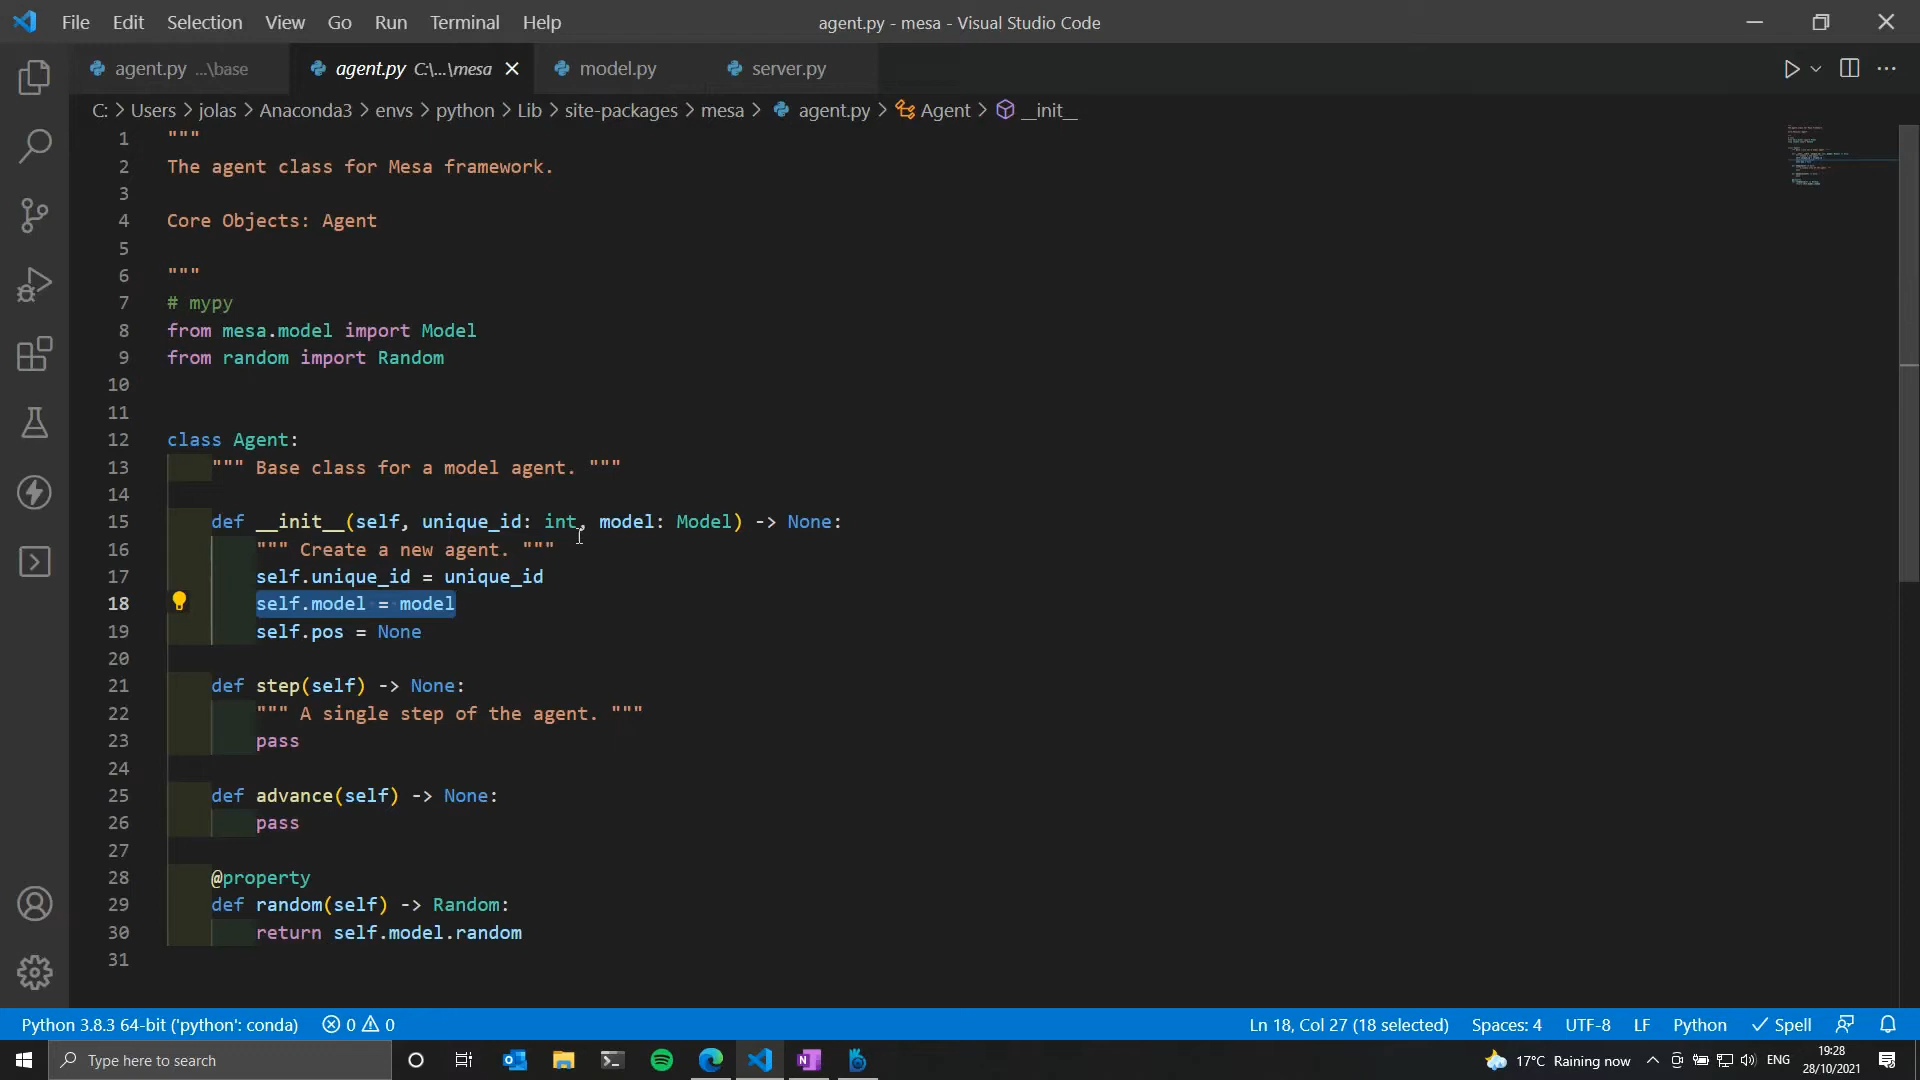 File Edit Selection View Go Run Terminal Help agent.py - mesa - Visual Studio Code
agent.py ...\base agent.py C:\...\mesa model.py server.py
C: > Users > jolas > Anaconda3 > envs > python > Lib > site-packages > mesa > agent.py > Agent > __init__
1 """
2 The agent class for Mesa framework.
3
4 Core Objects: Agent
5
6 """
7 # mypy
8 from mesa.model import Model
9 from random import Random
10
11
12 class Agent:
13 """ Base class for a model agent. """
14
15 def __init__(self, unique_id: int, model: Model) -> None:
16 """ Create a new agent. """
17 self.unique_id = unique_id
18 self.model = model
19 self.pos = None
20
21 def step(self) -> None:
22 """ A single step of the agent. """
23 pass
24
25 def advance(self) -> None:
26 pass
27
28 @property
29 def random(self) -> Random:
30 return self.model.random
31
Python 3.8.3 64-bit ('python': conda) 0 0 Ln 18, Col 27 (18 selected) Spaces: 4 UTF-8 LF Python Spell
Type here to search 17°C Raining now ENG 19:28
28/10/2021